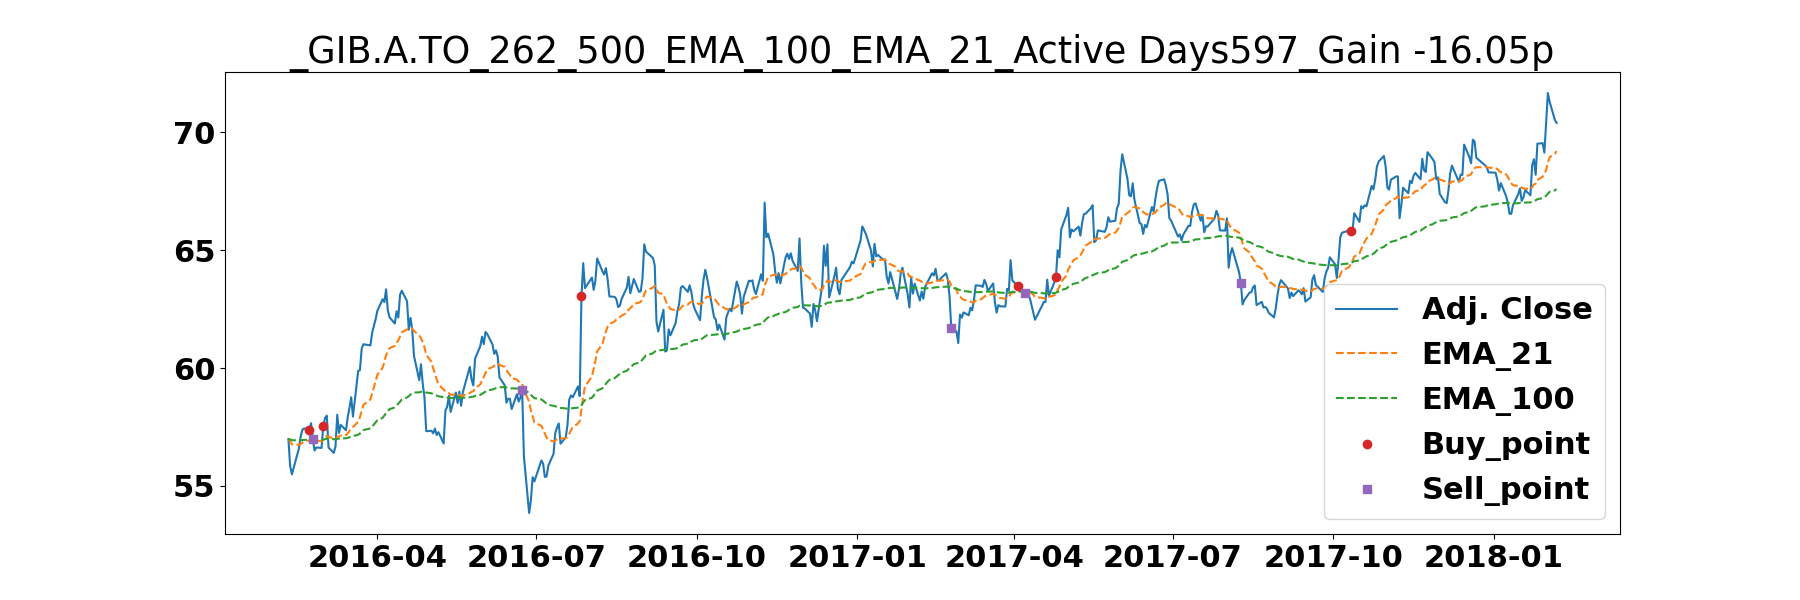 _GIB.A.TO_262_500_EMA_100_EMA_21_Active Days597_Gain -16.05p
70
65
60
55
Adj. Close
EMA_21
EMA_100
Buy_point
Sell_point
2016-04 2016-07 2016-10 2017-01 2017-04 2017-07 2017-10 2018-01